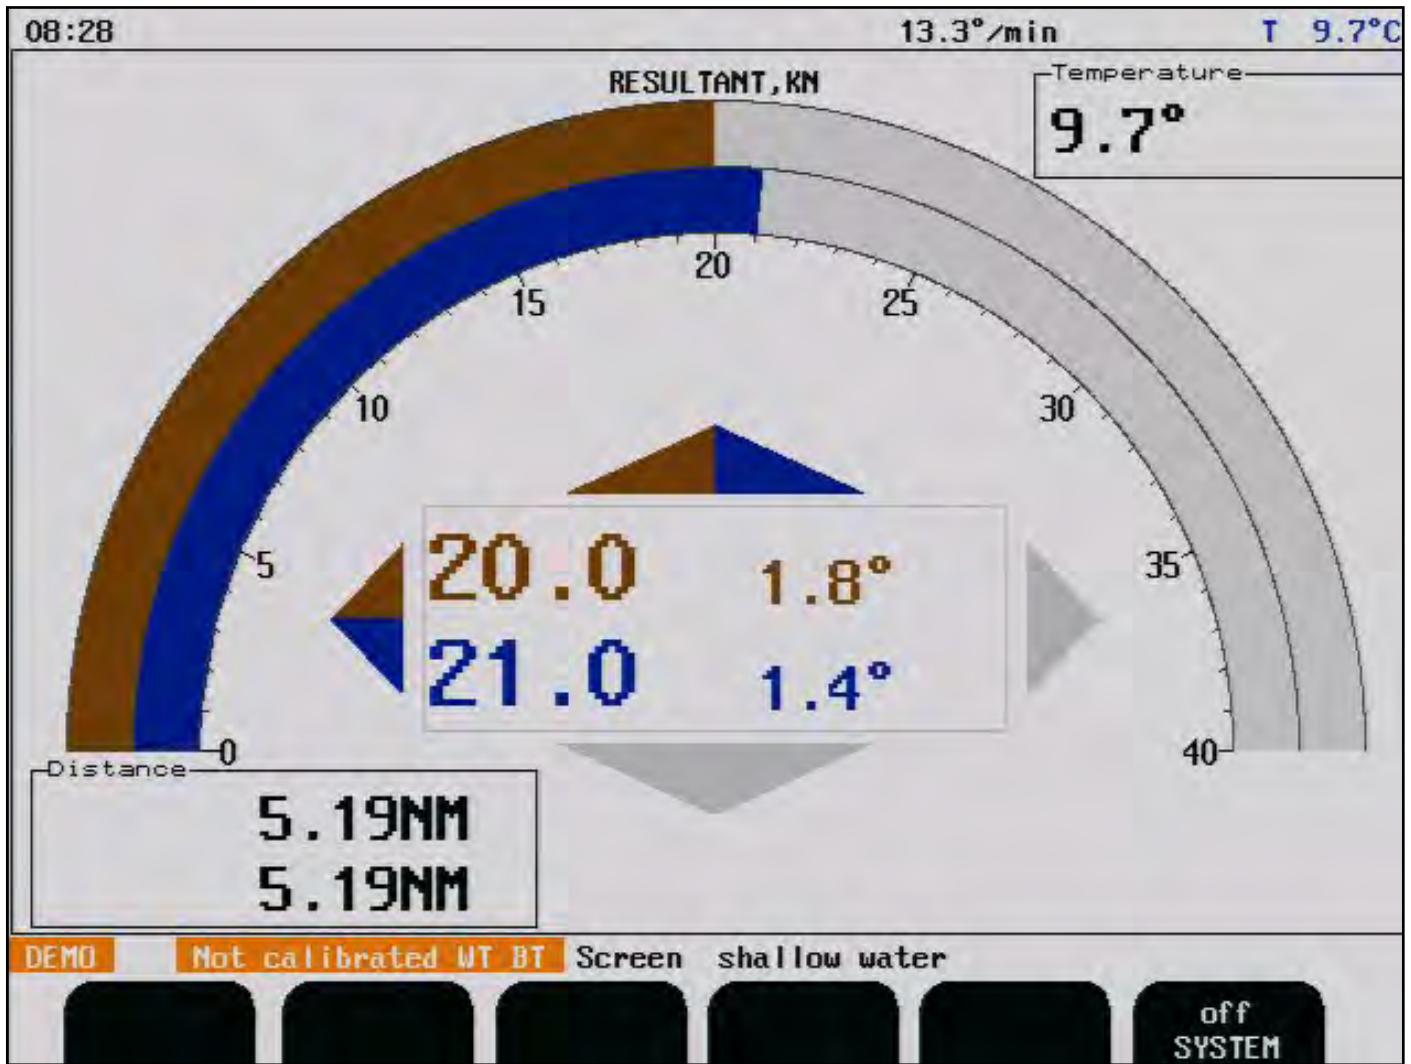 08:28 13.3°/min T 9.7°C
RESULTANT,KN
Temperature
9.7°
20
15 25
10 30
5 35
20.0 1.8°
21.0 1.4°
0 40
Distance
5.19NM
5.19NM
DEMO Not calibrated WT BT Screen shallow water
off
SYSTEM